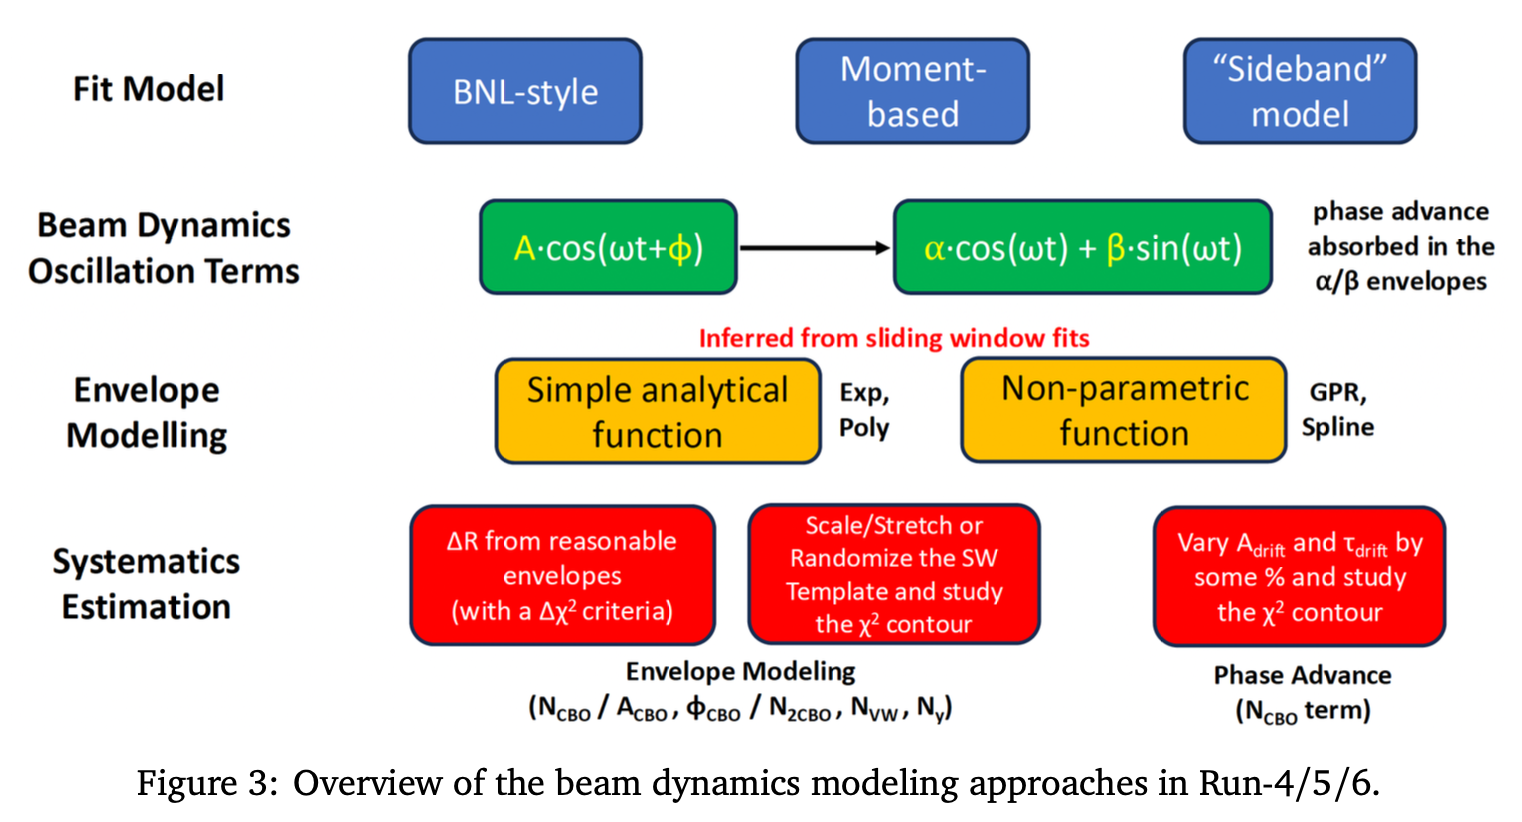 Fit Model
BNL-style
Moment-
based
“Sideband”
model
Beam Dynamics
Oscillation Terms
A·cos(ωt+ϕ)
α·cos(ωt) + β·sin(ωt)
phase advance
absorbed in the
α/β envelopes
Inferred from sliding window fits
Envelope
Modelling
Simple analytical
function
Exp,
Poly
Non-parametric
function
GPR,
Spline
Systematics
Estimation
ΔR from reasonable
envelopes
(with a Δχ² criteria)
Scale/Stretch or
Randomize the SW
Template and study
the χ² contour
Vary A_drift and τ_drift by
some % and study
the χ² contour
Envelope Modeling
(N_CBO / A_CBO, ϕ_CBO / N_2CBO, N_VW, N_y)
Phase Advance
(N_CBO term)
Figure 3: Overview of the beam dynamics modeling approaches in Run-4/5/6.